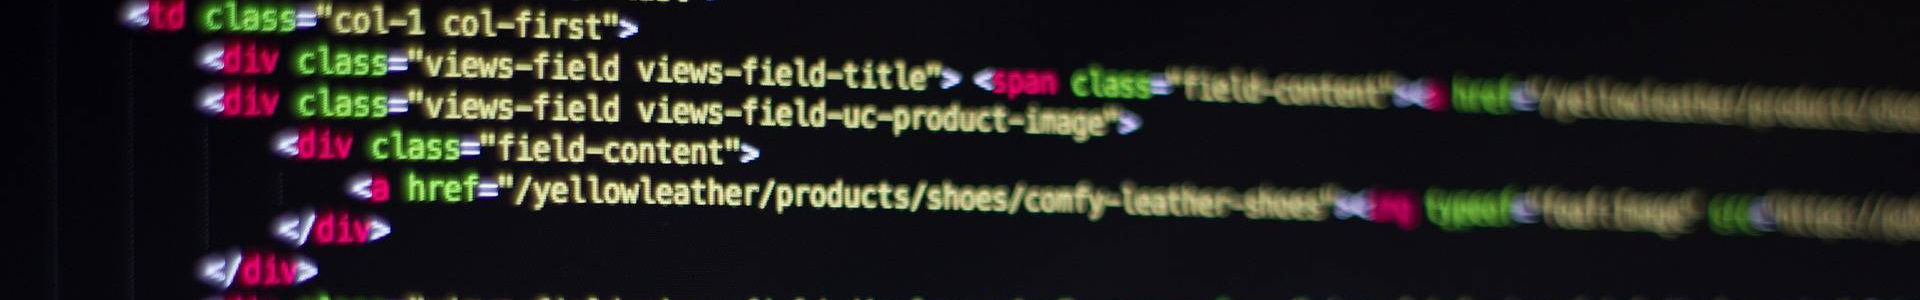 <td class="col-1 col-first">
<div class="views-field views-field-title"> <span class="field-content"><a href="/yellowleather/products/
<div class="views-field views-field-uc-product-image">
<div class="field-content">
<a href="/yellowleather/products/shoes/comfy-leather-shoes"><img typeof="foaf:Image" src="https://
</div>
</div>